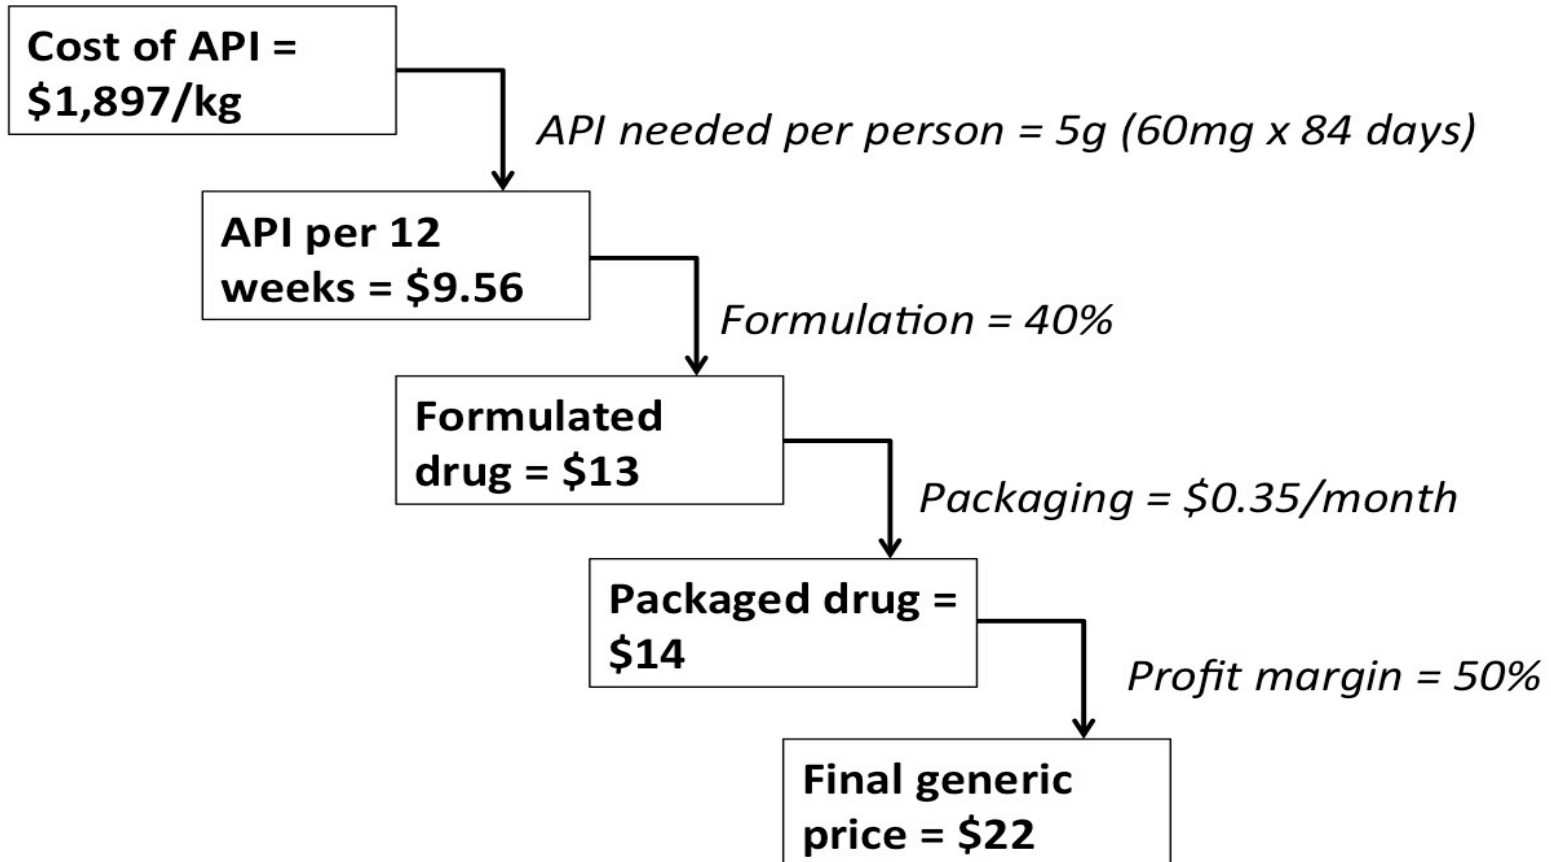 Cost of API =
$1,897/kg
API needed per person = 5g (60mg x 84 days)
API per 12
weeks = $9.56
Formulation = 40%
Formulated
drug = $13
Packaging = $0.35/month
Packaged drug =
$14
Profit margin = 50%
Final generic
price = $22